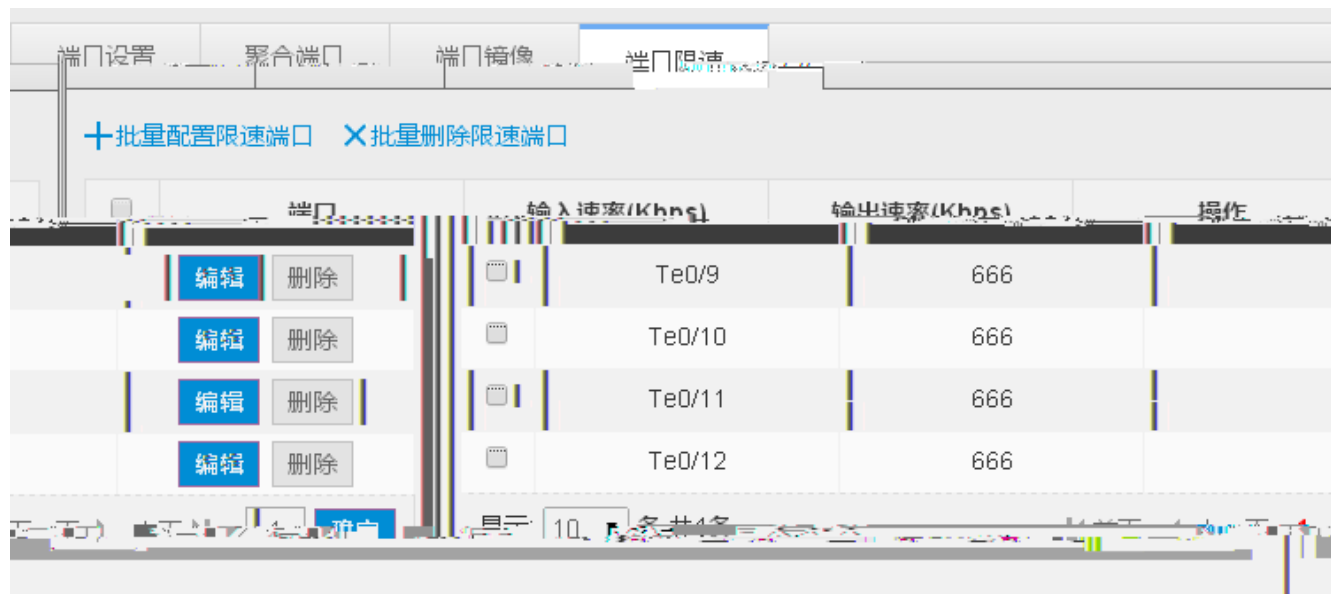 端口设置 聚合端口 端口镜像 端口限速
批量配置限速端口 批量删除限速端口
端口 输入速率(Kbps) 输出速率(Kbps) 操作
编辑 删除 Te0/9 666
编辑 删除 Te0/10 666
编辑 删除 Te0/11 666
编辑 删除 Te0/12 666
确定 显示: 10 条 共4条